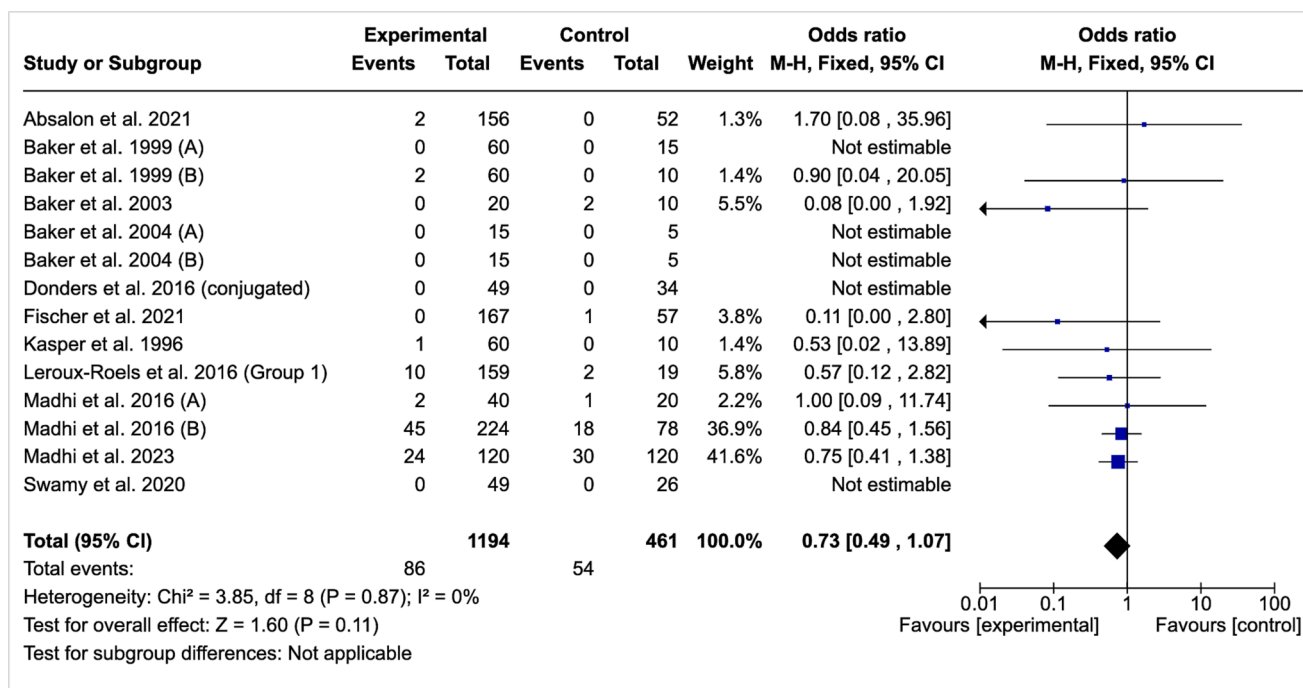 Experimental Control Odds ratio Odds ratio
Study or Subgroup Events Total Events Total Weight M-H, Fixed, 95% CI M-H, Fixed, 95% CI
Absalon et al. 2021 2 156 0 52 1.3% 1.70 [0.08 , 35.96]
Baker et al. 1999 (A) 0 60 0 15 Not estimable
Baker et al. 1999 (B) 2 60 0 10 1.4% 0.90 [0.04 , 20.05]
Baker et al. 2003 0 20 2 10 5.5% 0.08 [0.00 , 1.92]
Baker et al. 2004 (A) 0 15 0 5 Not estimable
Baker et al. 2004 (B) 0 15 0 5 Not estimable
Donders et al. 2016 (conjugated) 0 49 0 34 Not estimable
Fischer et al. 2021 0 167 1 57 3.8% 0.11 [0.00 , 2.80]
Kasper et al. 1996 1 60 0 10 1.4% 0.53 [0.02 , 13.89]
Leroux-Roels et al. 2016 (Group 1) 10 159 2 19 5.8% 0.57 [0.12 , 2.82]
Madhi et al. 2016 (A) 2 40 1 20 2.2% 1.00 [0.09 , 11.74]
Madhi et al. 2016 (B) 45 224 18 78 36.9% 0.84 [0.45 , 1.56]
Madhi et al. 2023 24 120 30 120 41.6% 0.75 [0.41 , 1.38]
Swamy et al. 2020 0 49 0 26 Not estimable
Total (95% CI) 1194 461 100.0% 0.73 [0.49 , 1.07]
Total events: 86 54
Heterogeneity: Chi² = 3.85, df = 8 (P = 0.87); I² = 0%
Test for overall effect: Z = 1.60 (P = 0.11)
Test for subgroup differences: Not applicable
0.01 0.1 1 10 100
Favours [experimental] Favours [control]